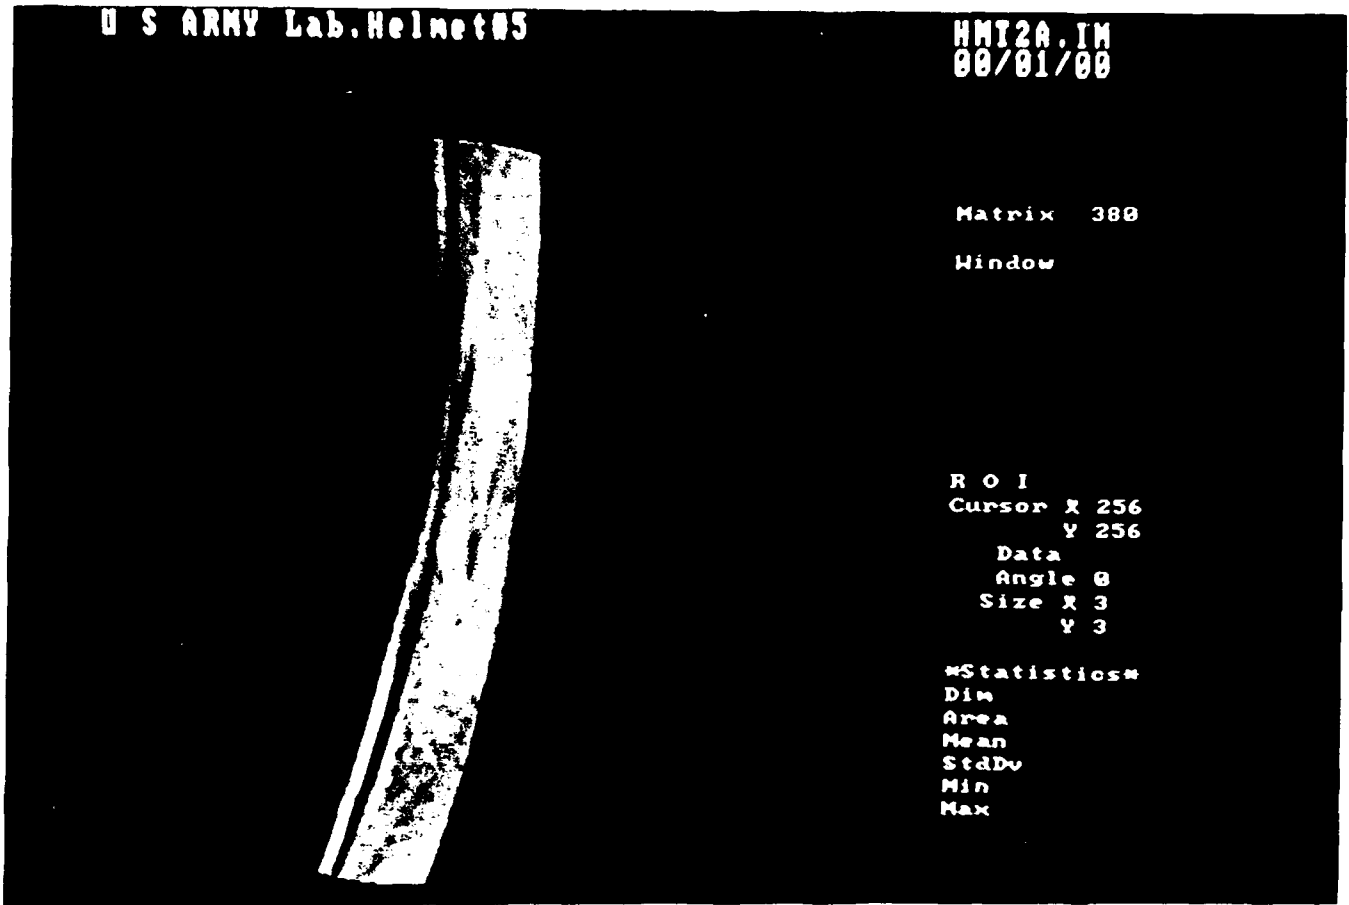 U S ARMY Lab.Helmet#5
HMT2A.IM
00/01/00
Matrix 380
Window
R O I
Cursor X 256
Y 256
Data
Angle 0
Size X 3
Y 3
*Statistics*
Dim
Area
Mean
StdDv
Min
Max